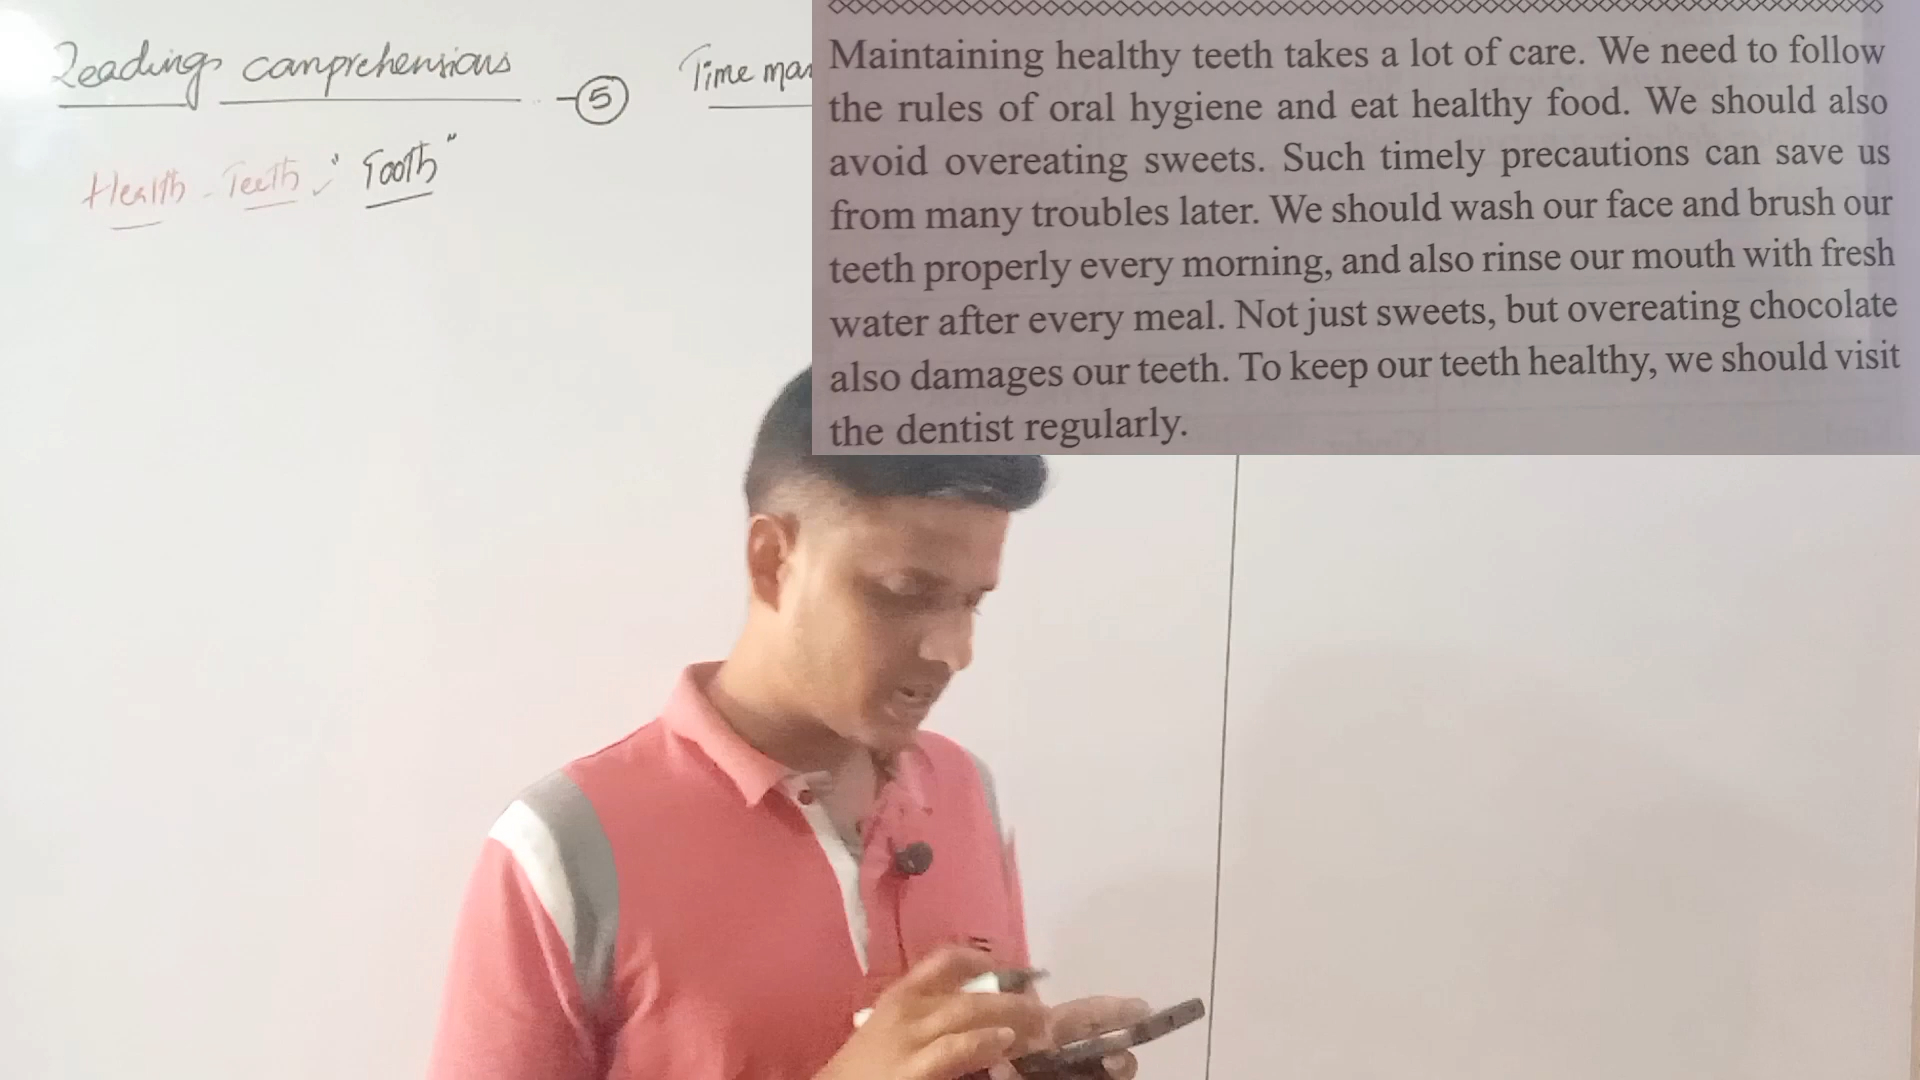 Readings camprehensions -5 Time man
Health - Teeth "Tooth"
Maintaining healthy teeth takes a lot of care. We need to follow
the rules of oral hygiene and eat healthy food. We should also
avoid overeating sweets. Such timely precautions can save us
from many troubles later. We should wash our face and brush our
teeth properly every morning, and also rinse our mouth with fresh
water after every meal. Not just sweets, but overeating chocolate
also damages our teeth. To keep our teeth healthy, we should visit
the dentist regularly.